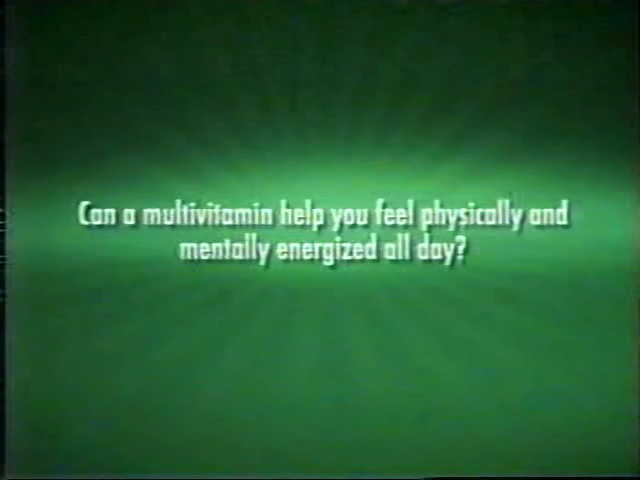 Can a multivitamin help you feel physically and
mentally energized all day?